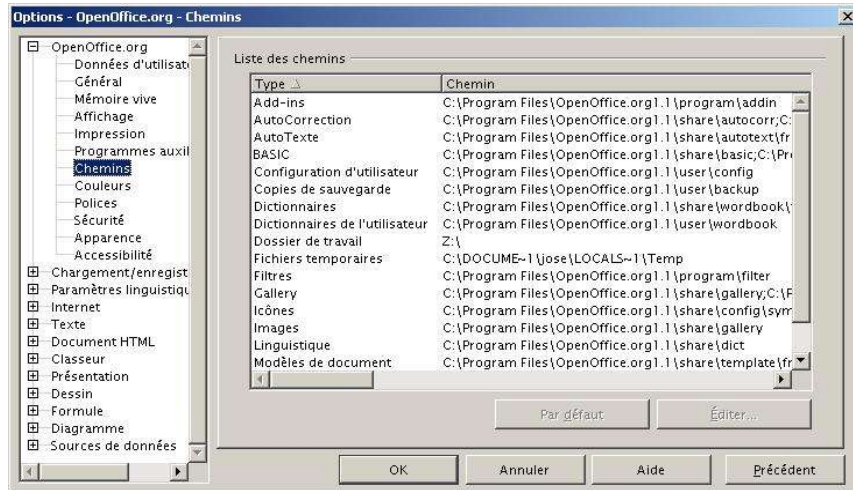 Options - OpenOffice.org - Chemins
OpenOffice.org
Données d'utilisat
Général
Mémoire vive
Affichage
Impression
Programmes auxil
Chemins
Couleurs
Polices
Sécurité
Apparence
Accessibilité
Chargement/enregist
Paramètres linguistiqu
Internet
Texte
Document HTML
Classeur
Présentation
Dessin
Formule
Diagramme
Sources de données
Liste des chemins
Type Chemin
Add-ins C:\Program Files\OpenOffice.org1.1\program\addin
AutoCorrection C:\Program Files\OpenOffice.org1.1\share\autocorr;C:
AutoTexte C:\Program Files\OpenOffice.org1.1\share\autotext\fr
BASIC C:\Program Files\OpenOffice.org1.1\share\basic;C:\Pr
Configuration d'utilisateur C:\Program Files\OpenOffice.org1.1\user\config
Copies de sauvegarde C:\Program Files\OpenOffice.org1.1\user\backup
Dictionnaires C:\Program Files\OpenOffice.org1.1\share\wordbook\
Dictionnaires de l'utilisateur C:\Program Files\OpenOffice.org1.1\user\wordbook
Dossier de travail Z:\
Fichiers temporaires C:\DOCUME~1\jose\LOCALS~1\Temp
Filtres C:\Program Files\OpenOffice.org1.1\program\filter
Gallery C:\Program Files\OpenOffice.org1.1\share\gallery;C:\P
Icônes C:\Program Files\OpenOffice.org1.1\share\config\sym
Images C:\Program Files\OpenOffice.org1.1\share\gallery
Linguistique C:\Program Files\OpenOffice.org1.1\share\dict
Modèles de document C:\Program Files\OpenOffice.org1.1\share\template\fr
Par défaut Éditer...
OK Annuler Aide Précédent